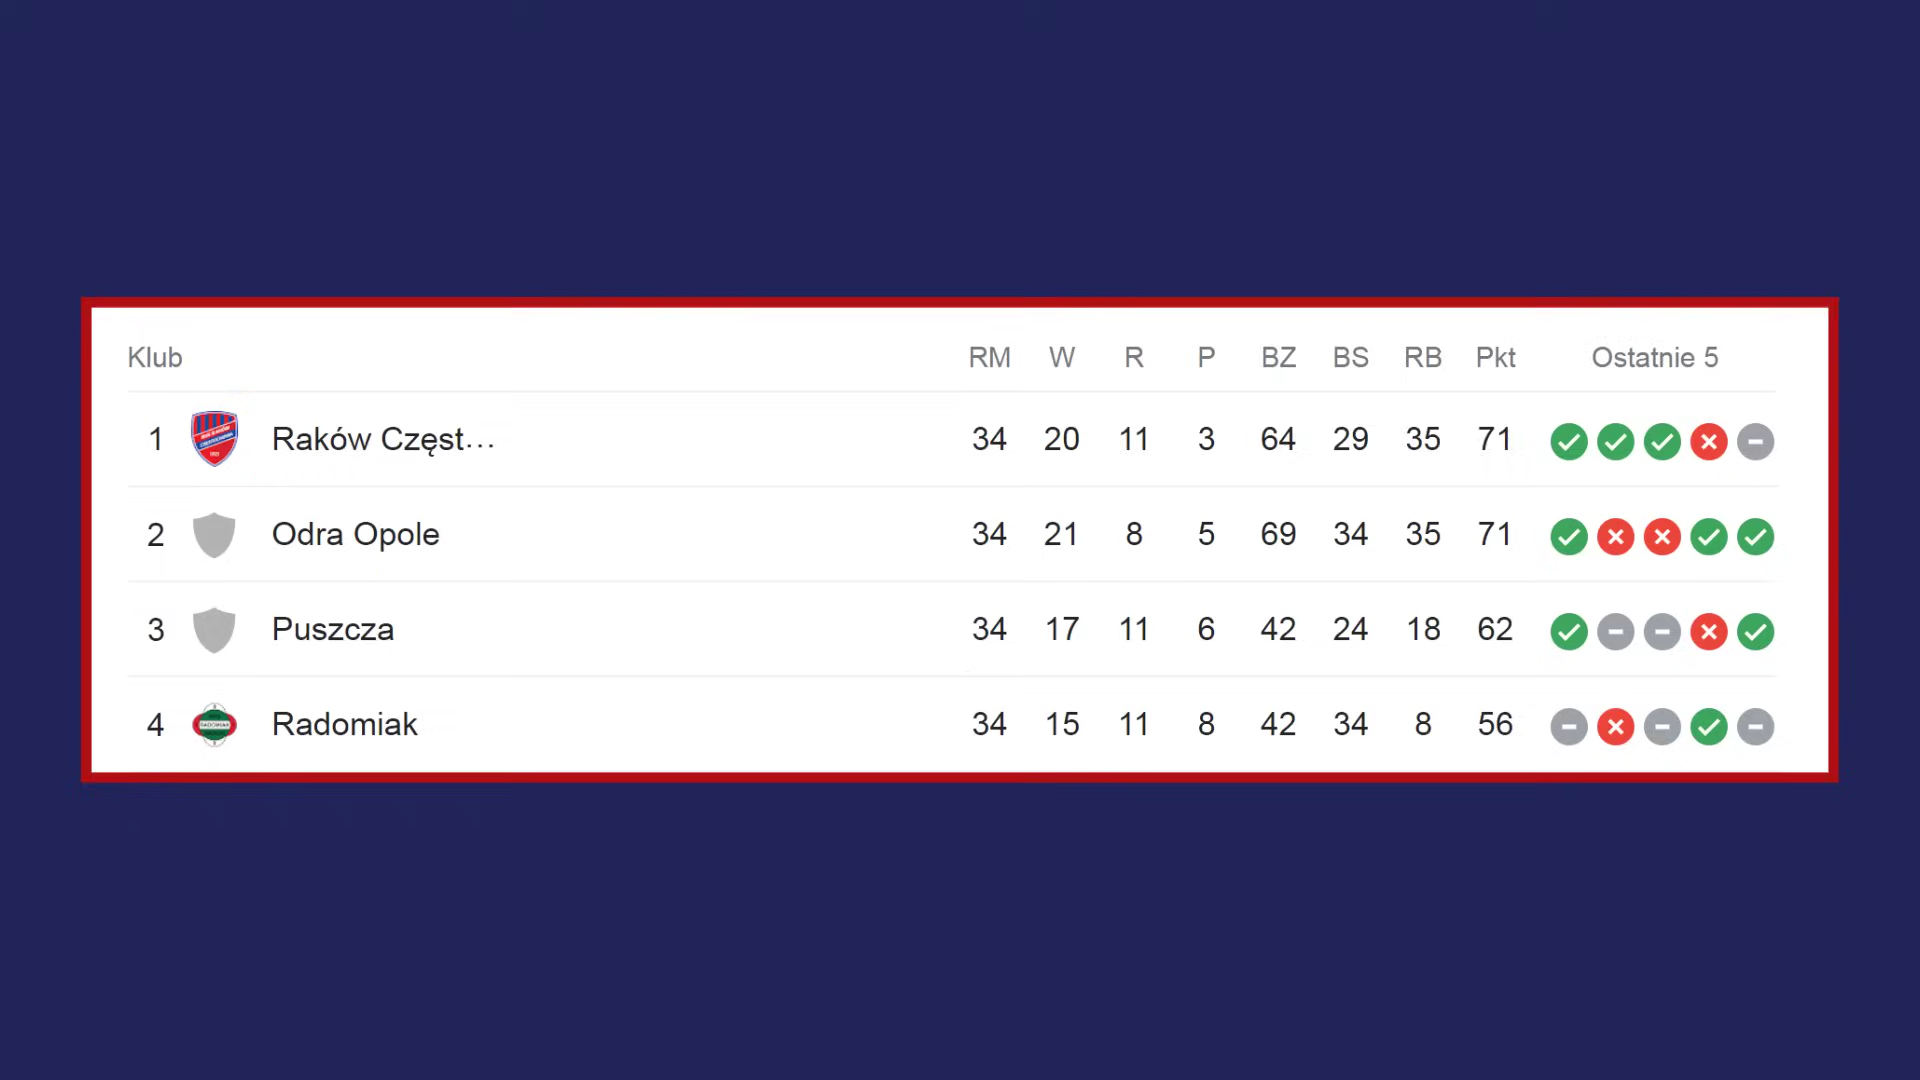 Klub RM W R P BZ BS RB Pkt Ostatnie 5
1 Raków Częst... 34 20 11 3 64 29 35 71
2 Odra Opole 34 21 8 5 69 34 35 71
3 Puszcza 34 17 11 6 42 24 18 62
4 Radomiak 34 15 11 8 42 34 8 56